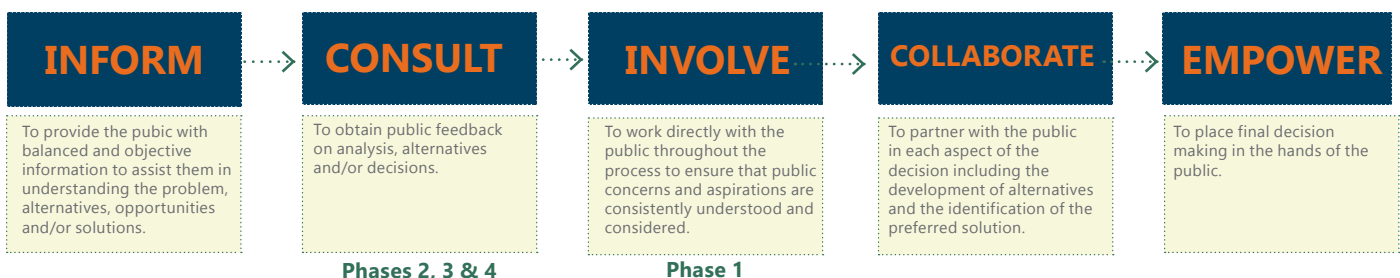 INFORM
CONSULT
INVOLVE
COLLABORATE
EMPOWER
To provide the pubic with
balanced and objective
information to assist them in
understanding the problem,
alternatives, opportunities
and/or solutions.
To obtain public feedback
on analysis, alternatives
and/or decisions.
To work directly with the
public throughout the
process to ensure that public
concerns and aspirations are
consistently understood and
considered.
To partner with the public
in each aspect of the
decision including the
development of alternatives
and the identification of the
preferred solution.
To place final decision
making in the hands of the
public.
Phases 2, 3 & 4
Phase 1